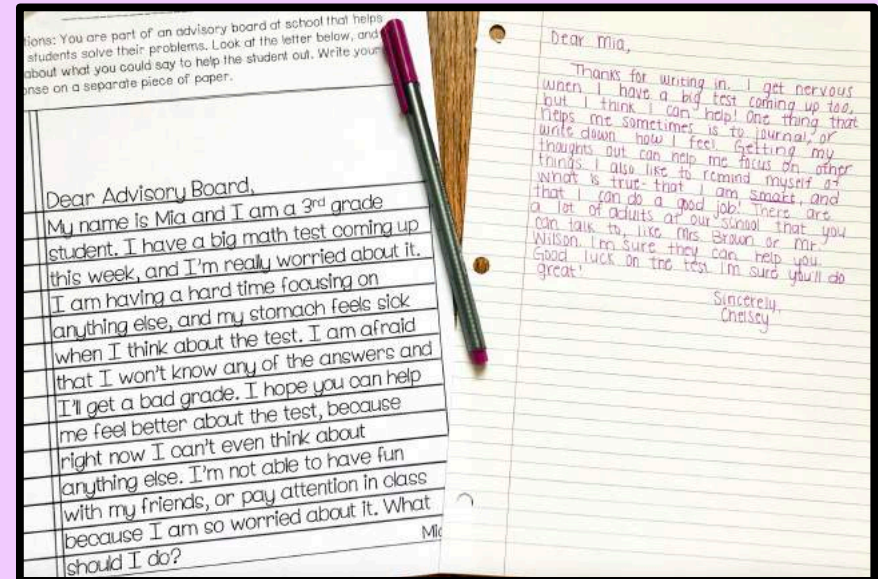 tions: You are part of an advisory board at school that helps
students solve their problems. Look at the letter below, and
about what you could say to help the student out. Write your
onse on a separate piece of paper.
Dear Advisory Board,
My name is Mia and I am a 3rd grade
student. I have a big math test coming up
this week, and I'm really worried about it.
I am having a hard time focusing on
anything else, and my stomach feels sick
when I think about the test. I am afraid
that I won't know any of the answers and
I'll get a bad grade. I hope you can help
me feel better about the test, because
right now I can't even think about
anything else. I'm not able to have fun
with my friends, or pay attention in class
because I am so worried about it. What
should I do?
Mia
Dear Mia,
Thanks for writing in. I get nervous
when I have a big test coming up too,
but I think I can help! One thing that
helps me sometimes is to journal, or
write down how I feel. Getting my
thoughts out can help me focus on other
things. I also like to remind myself of
what is true- that I am smart, and
that I can do a good job! There are
a lot of adults at our school that you
can talk to, like Mrs. Brown or Mr.
Wilson. I'm sure they can help you.
Good luck on the test. I'm sure you'll do
great!
Sincerely,
Chelssy